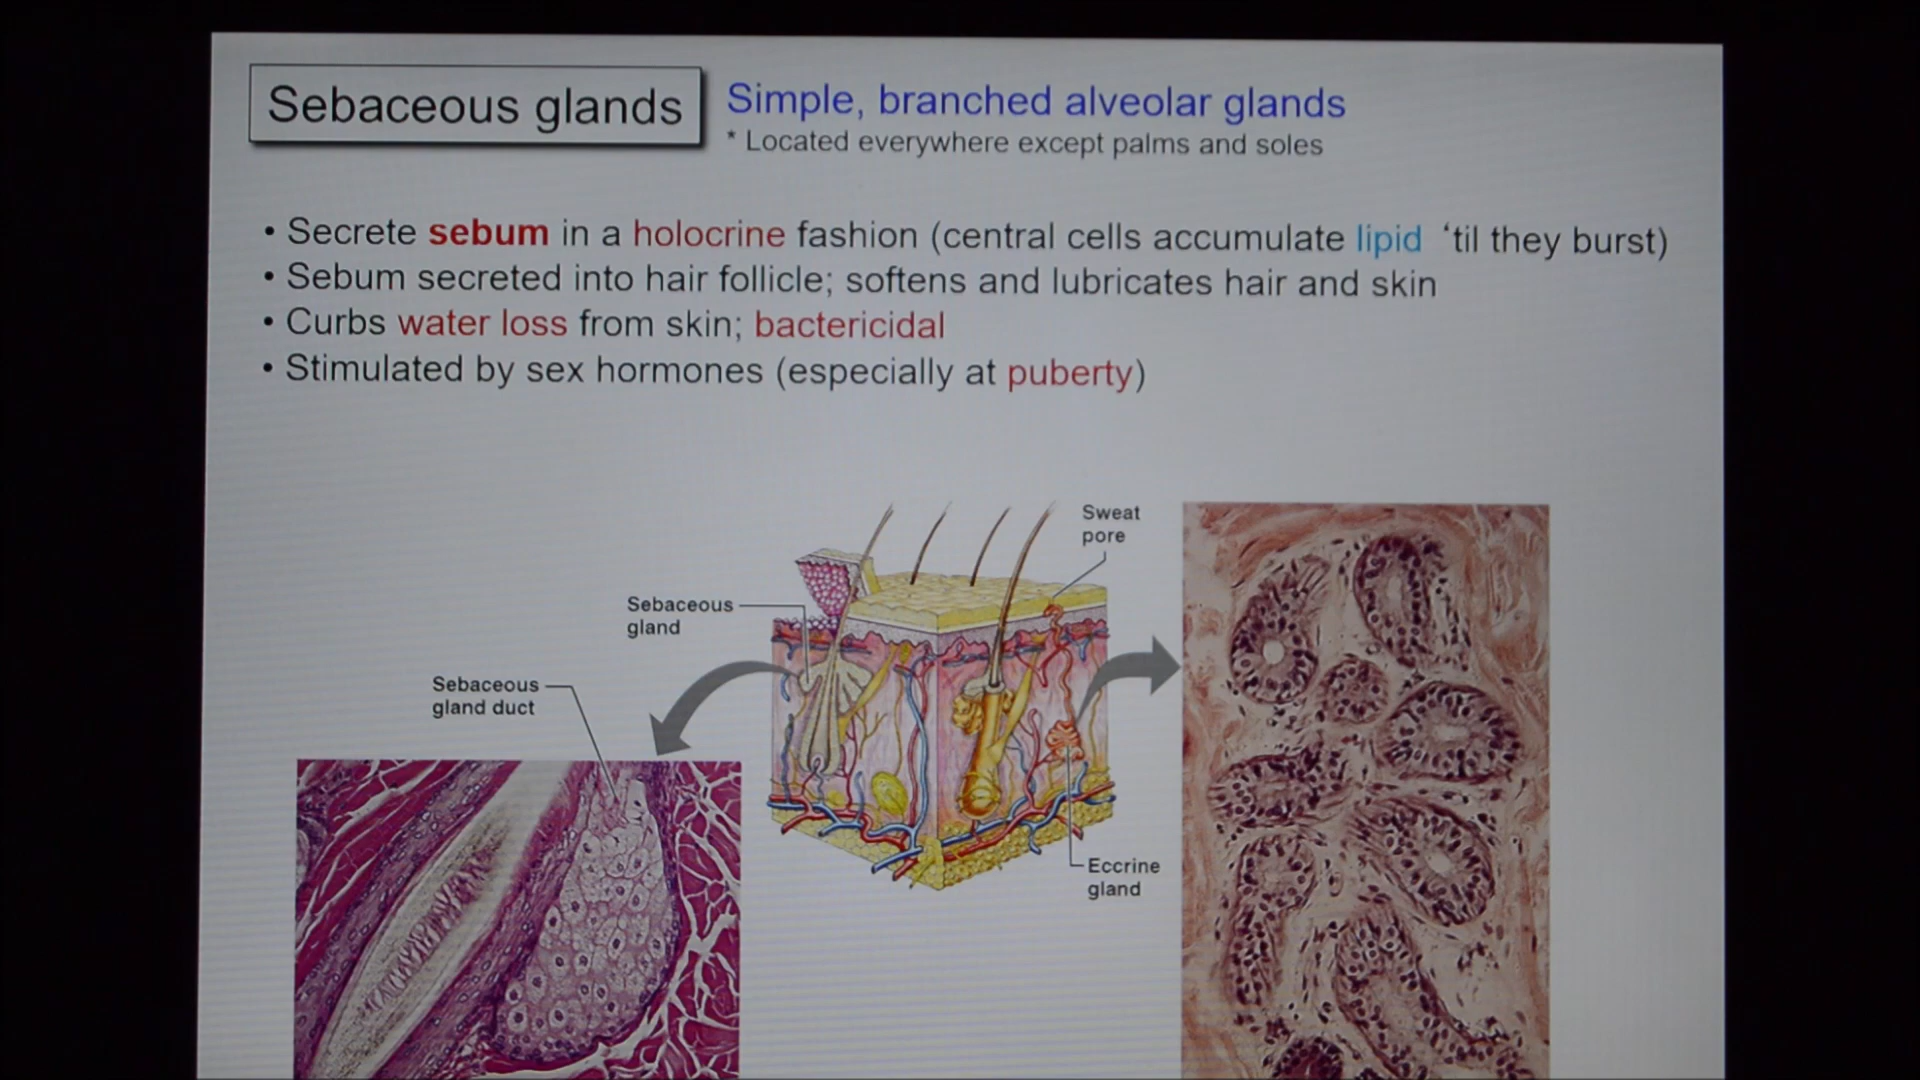 Sebaceous glands
Simple, branched alveolar glands
* Located everywhere except palms and soles
• Secrete sebum in a holocrine fashion (central cells accumulate lipid ‘til they burst)
• Sebum secreted into hair follicle; softens and lubricates hair and skin
• Curbs water loss from skin; bactericidal
• Stimulated by sex hormones (especially at puberty)
Sweat
pore
Sebaceous
gland
Sebaceous
gland duct
Eccrine
gland